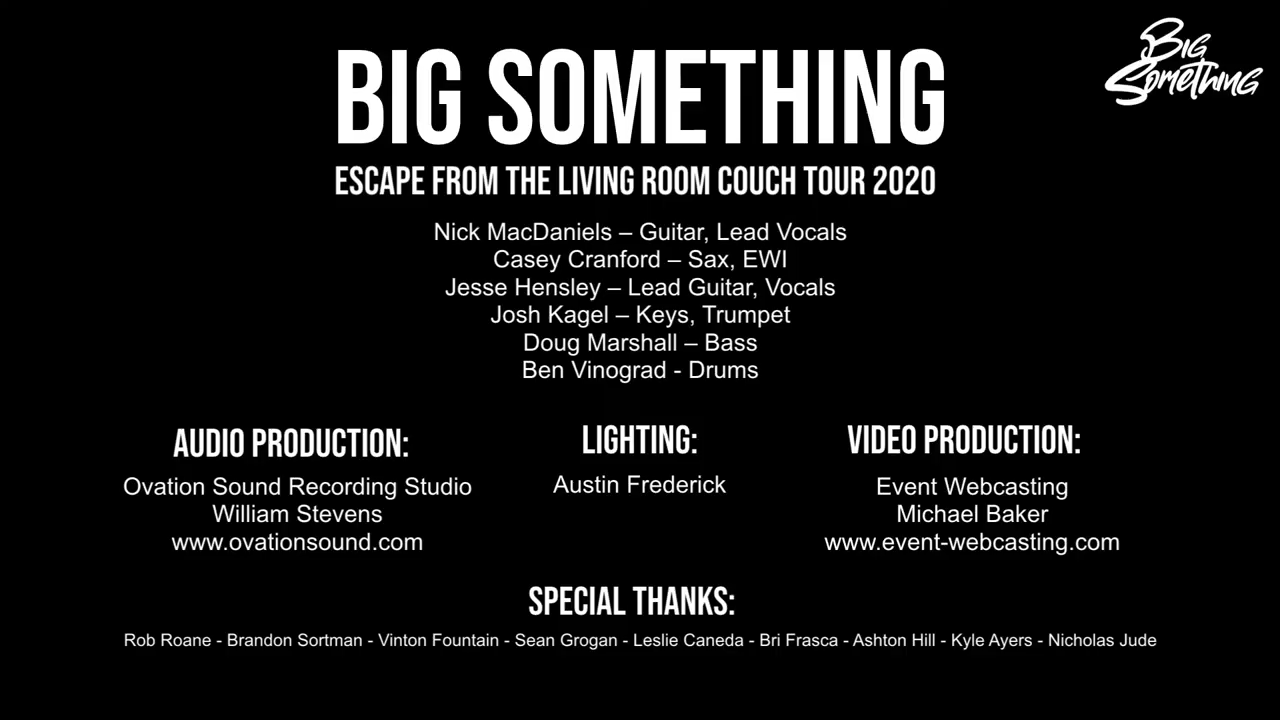 BIG SOMETHING
Big Something
ESCAPE FROM THE LIVING ROOM COUCH TOUR 2020
Nick MacDaniels – Guitar, Lead Vocals
Casey Cranford – Sax, EWI
Jesse Hensley – Lead Guitar, Vocals
Josh Kagel – Keys, Trumpet
Doug Marshall – Bass
Ben Vinograd - Drums
AUDIO PRODUCTION:
Ovation Sound Recording Studio
William Stevens
www.ovationsound.com
LIGHTING:
Austin Frederick
VIDEO PRODUCTION:
Event Webcasting
Michael Baker
www.event-webcasting.com
SPECIAL THANKS:
Rob Roane - Brandon Sortman - Vinton Fountain - Sean Grogan - Leslie Caneda - Bri Frasca - Ashton Hill - Kyle Ayers - Nicholas Jude